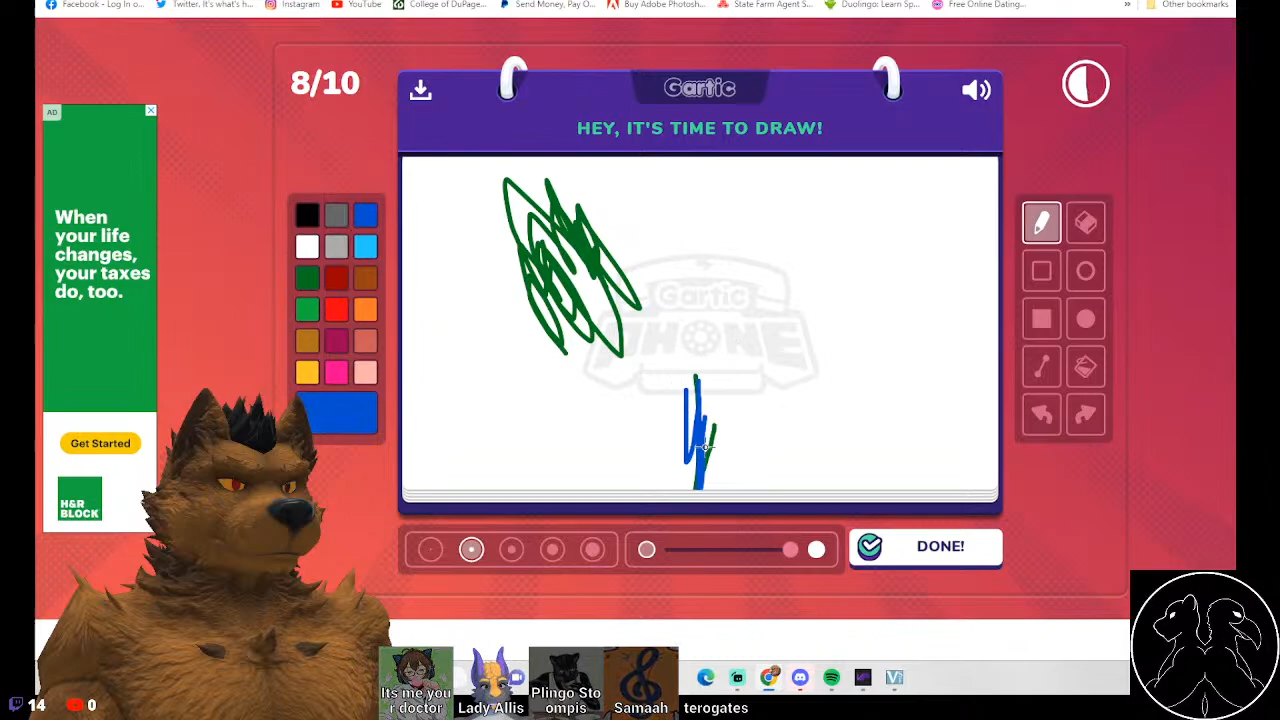 Facebook - Log In o...
Twitter. It's what's h...
Instagram
YouTube
College of DuPage...
Send Money, Pay O...
Buy Adobe Photosh...
State Farm Agent S...
Duolingo: Learn Sp...
Free Online Dating...
»
Other bookmarks
8/10
Gartic
HEY, IT'S TIME TO DRAW!
AD
When
your life
changes,
your taxes
do, too.
Get Started
H&R
BLOCK
Gartic
PHONE
DONE!
Its me you
r doctor
Lady Allis
Plingo Sto
ompis
Samaah
terogates
14
0